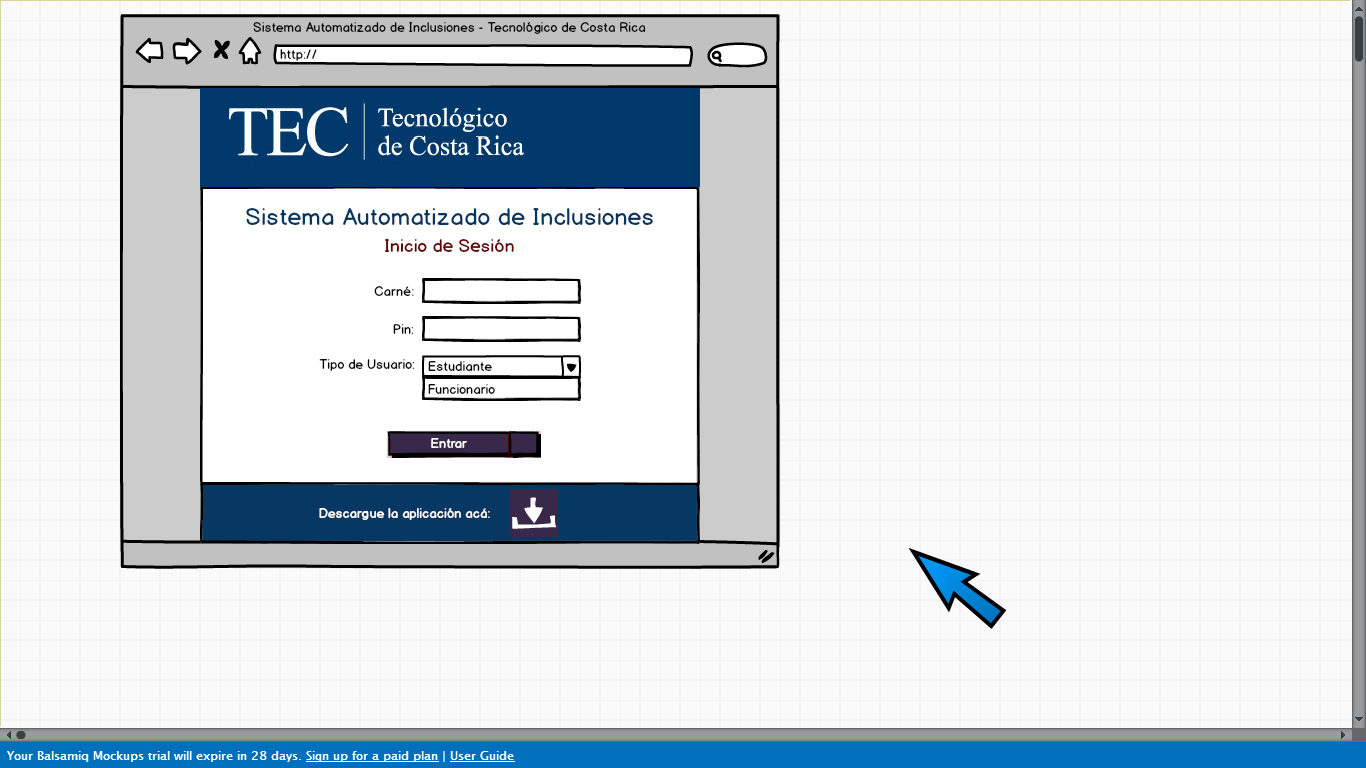 Sistema Automatizado de Inclusiones - Tecnológico de Costa Rica
http://
TEC
Tecnológico
de Costa Rica
Sistema Automatizado de Inclusiones
Inicio de Sesión
Carné:
Pin:
Tipo de Usuario: Estudiante
Funcionario
Entrar
Descargue la aplicación acá:
Your Balsamiq Mockups trial will expire in 28 days. Sign up for a paid plan | User Guide